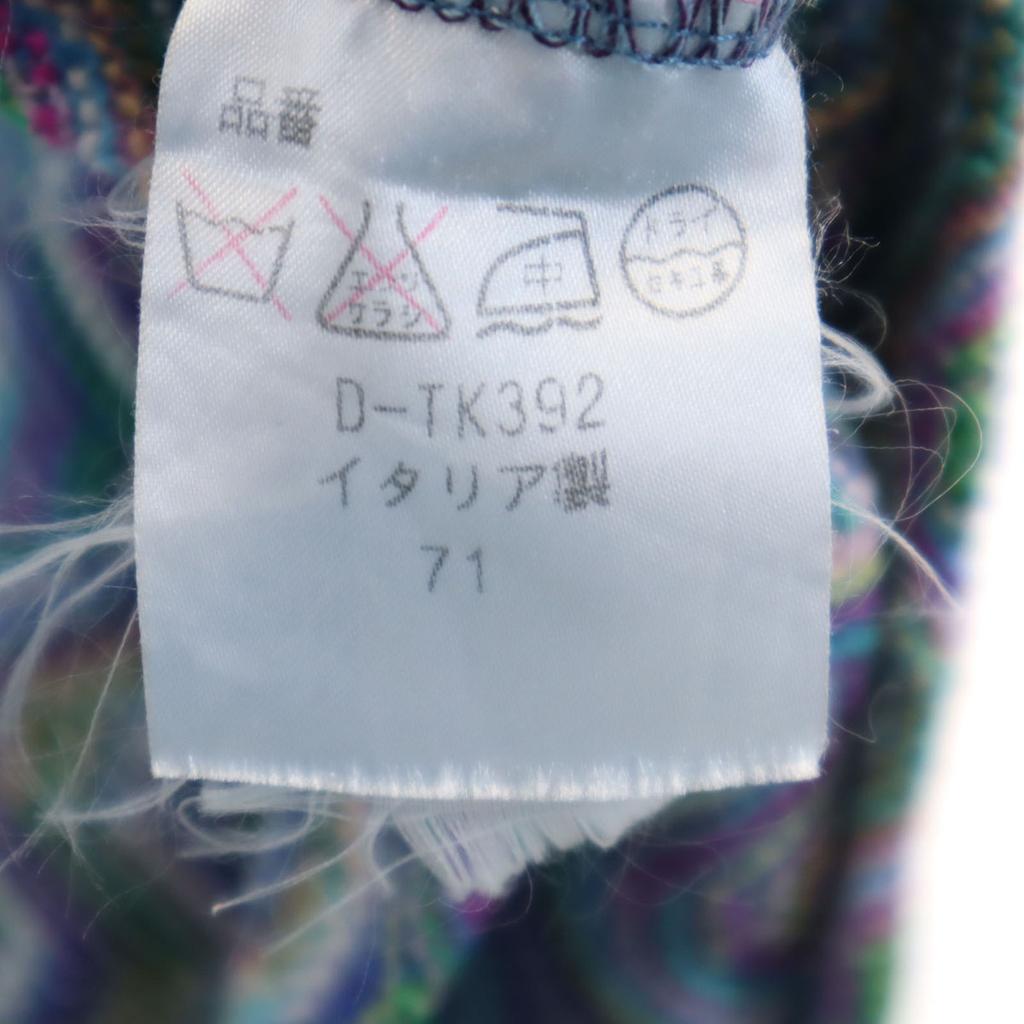 品番
エンソ
サラシ
中
ドライ
セキユ系
D-TK392
イタリア製
71